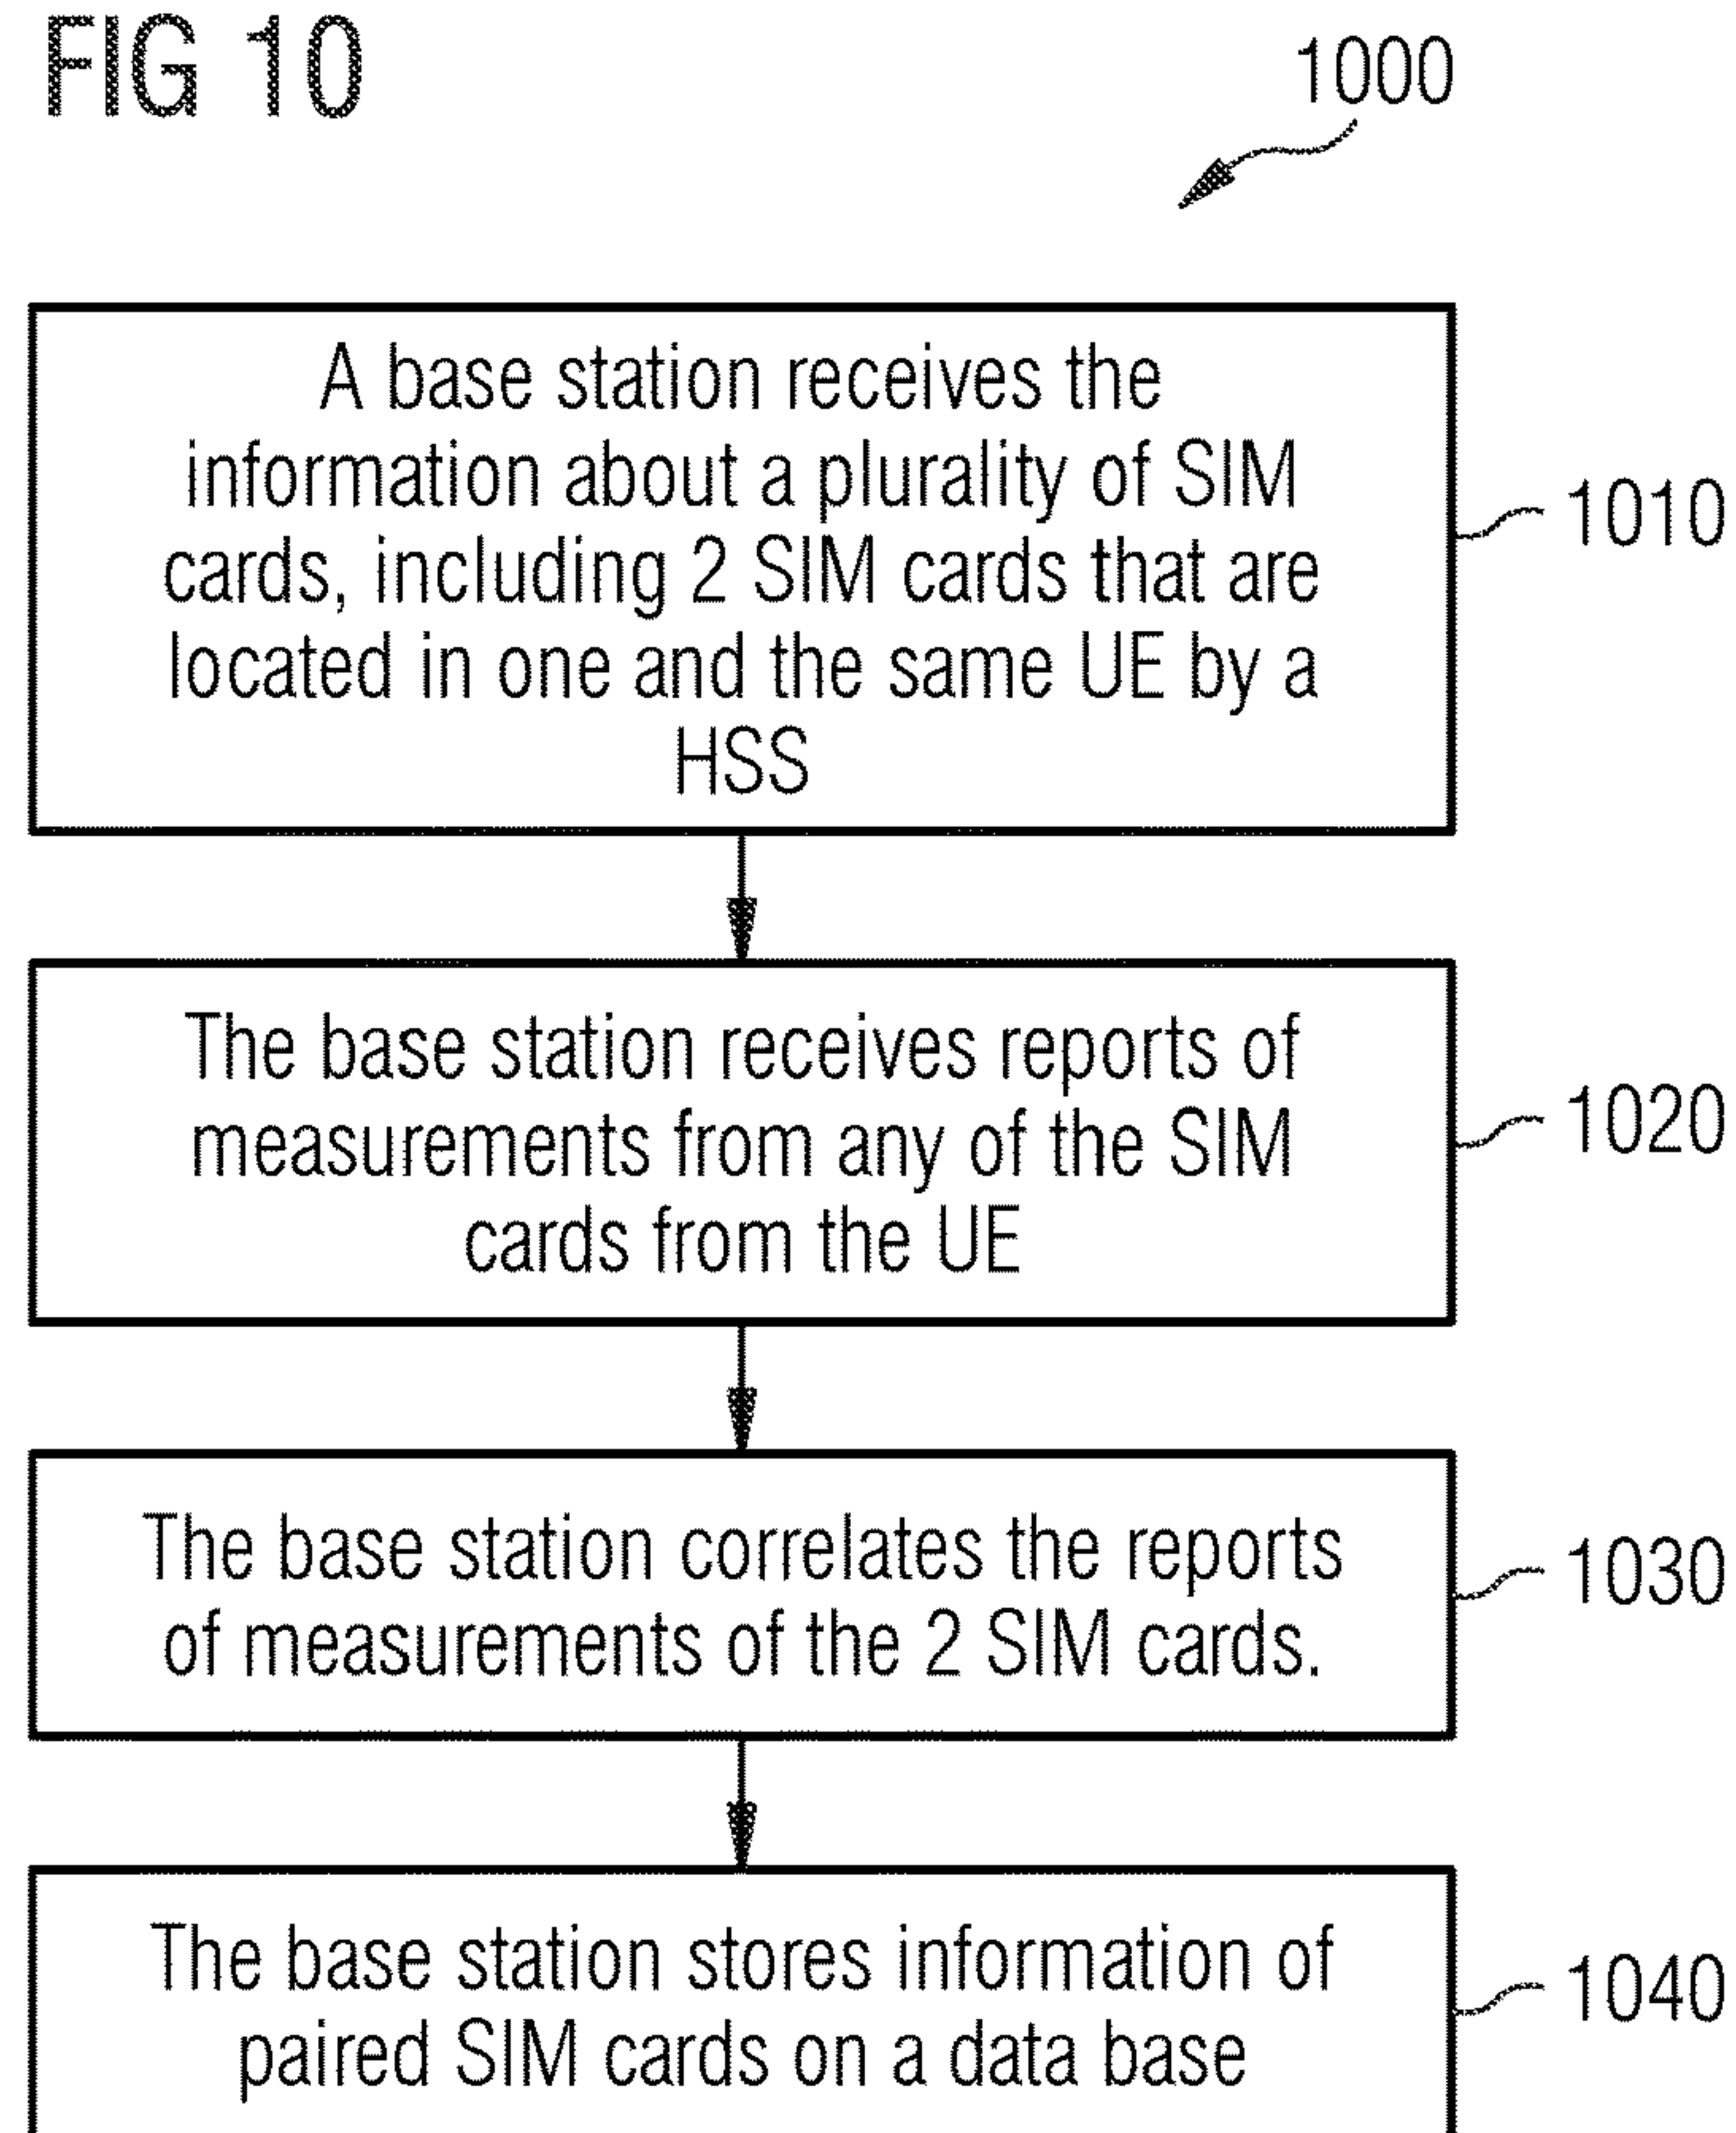 FIG 10
1000
A base station receives the
information about a plurality of SIM
cards, including 2 SIM cards that are
located in one and the same UE by a
HSS
1010
The base station receives reports of
measurements from any of the SIM
cards from the UE
1020
The base station correlates the reports
of measurements of the 2 SIM cards.
1030
The base station stores information of
paired SIM cards on a data base
1040